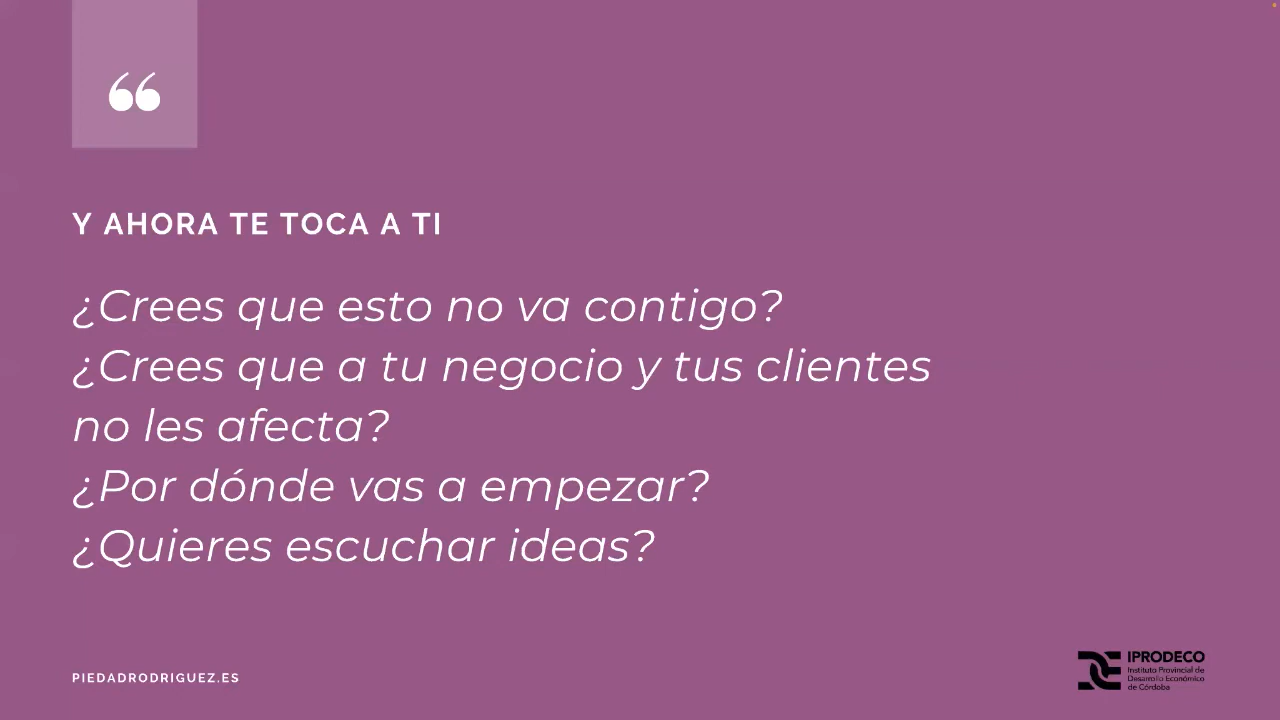 “
Y AHORA TE TOCA A TI
¿Crees que esto no va contigo?
¿Crees que a tu negocio y tus clientes
no les afecta?
¿Por dónde vas a empezar?
¿Quieres escuchar ideas?
PIEDADRODRIGUEZ.ES
IPRODECO
Instituto Provincial de
Desarrollo Económico
de Córdoba